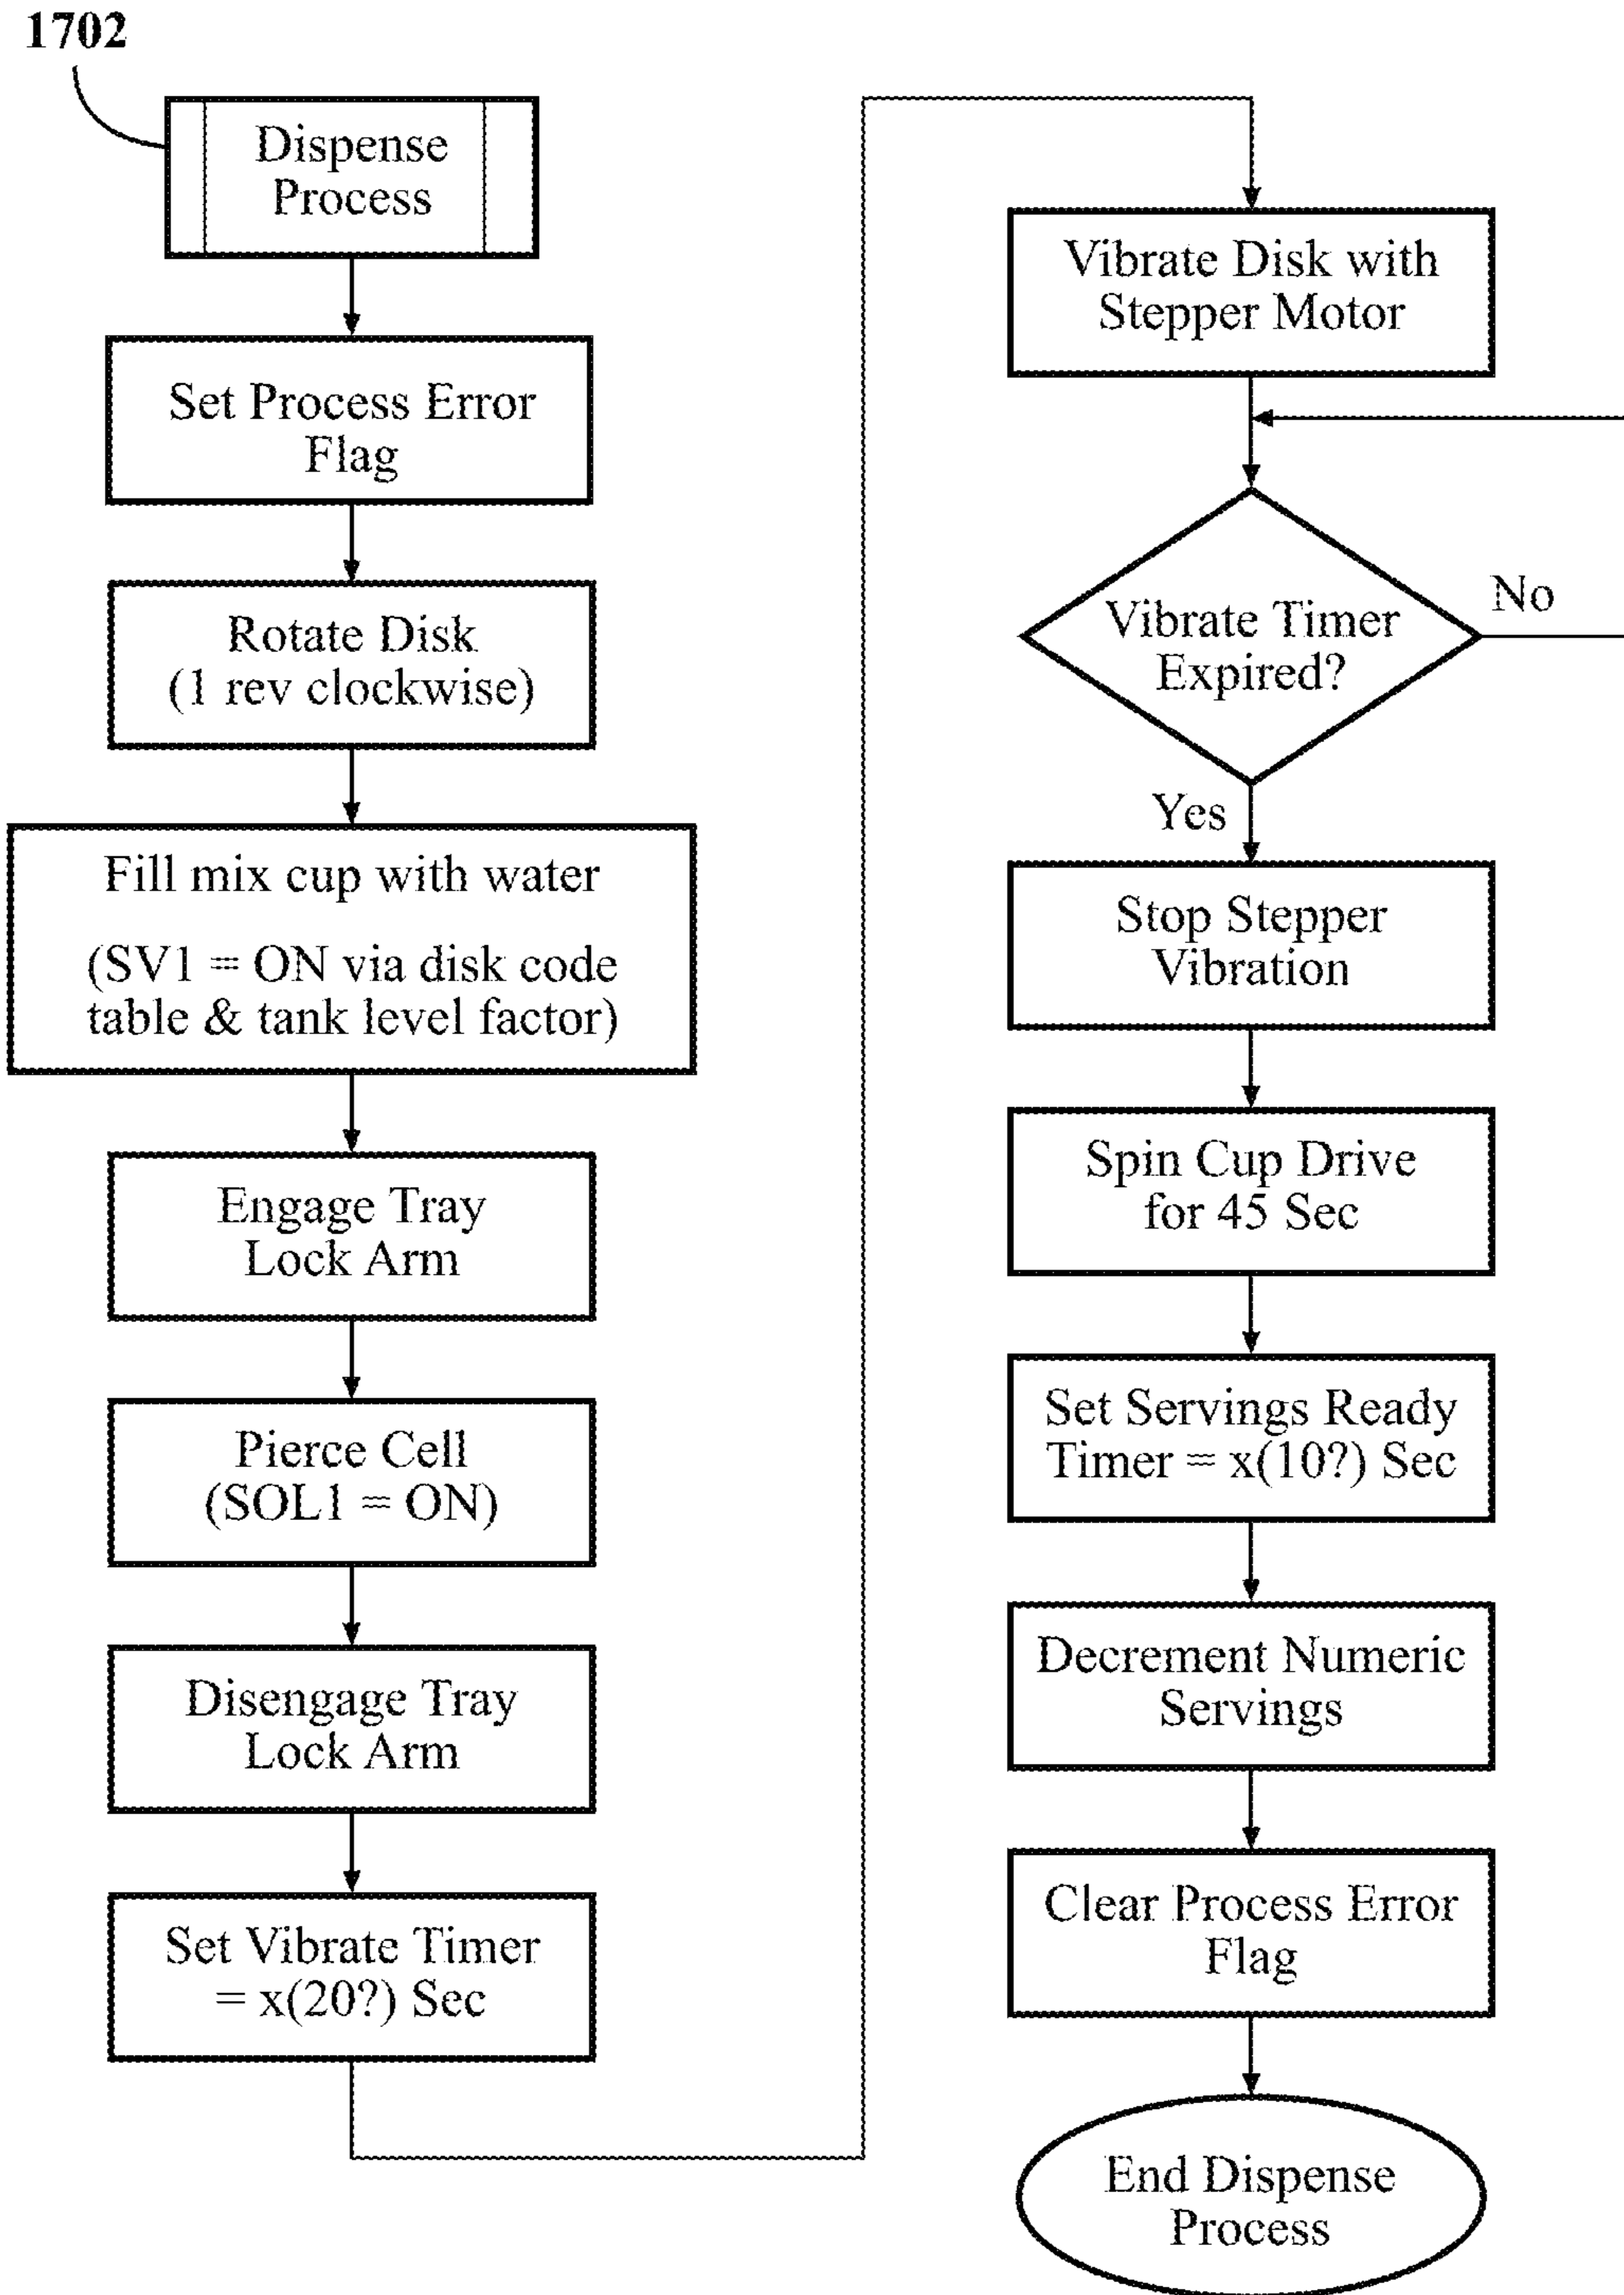 1702
Dispense
Process
Set Process Error
Flag
Rotate Disk
(1 rev clockwise)
Fill mix cup with water
(SV1 = ON via disk code
table & tank level factor)
Engage Tray
Lock Arm
Pierce Cell
(SOL1 = ON)
Disengage Tray
Lock Arm
Set Vibrate Timer
= x(20?) Sec
Vibrate Disk with
Stepper Motor
Vibrate Timer
Expired?
No
Yes
Stop Stepper
Vibration
Spin Cup Drive
for 45 Sec
Set Servings Ready
Timer = x(10?) Sec
Decrement Numeric
Servings
Clear Process Error
Flag
End Dispense
Process